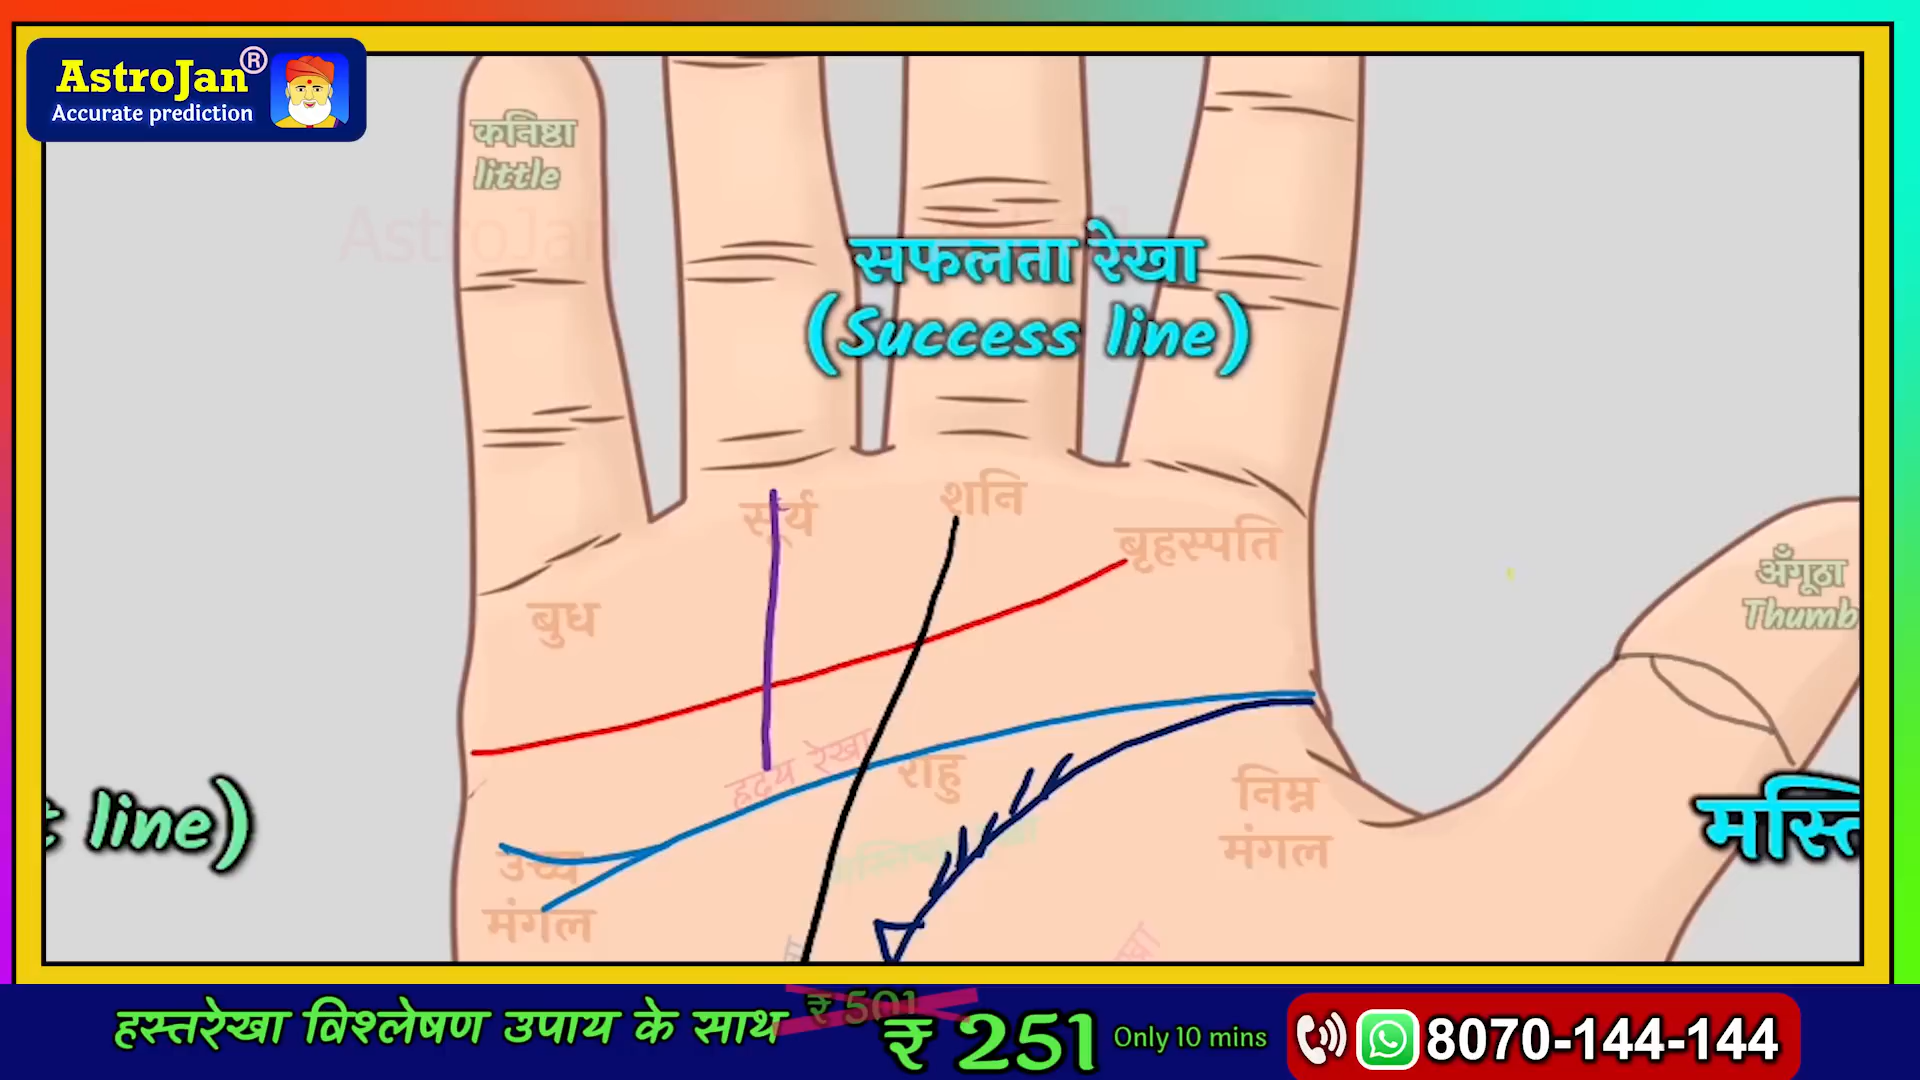 AstroJan®
Accurate prediction
कनिष्ठा
little
AstroJan
सफलता रेखा
(Success line)
सूर्य
शनि
बृहस्पति
बुध
अँगूठा
Thumb
हृदय रेखा
राहु
निम्न
मंगल
line)
उच्च
मंगल
हस्तरेखा विश्लेषण उपाय के साथ
₹ 501
₹ 251
Only 10 mins
8070-144-144